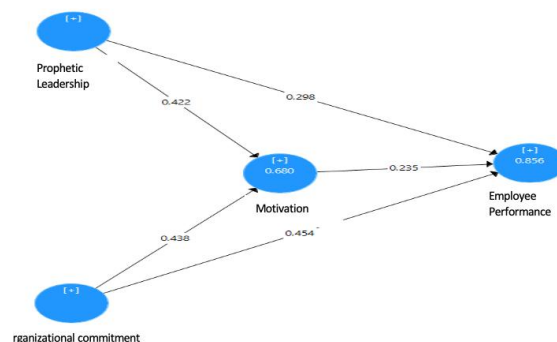 [+]
Prophetic
Leadership
0.298
0.422
[+]
0.680
Motivation
0.235
[+]
0.856
Employee
Performance
0.438
0.454
[+]
rganizational commitment